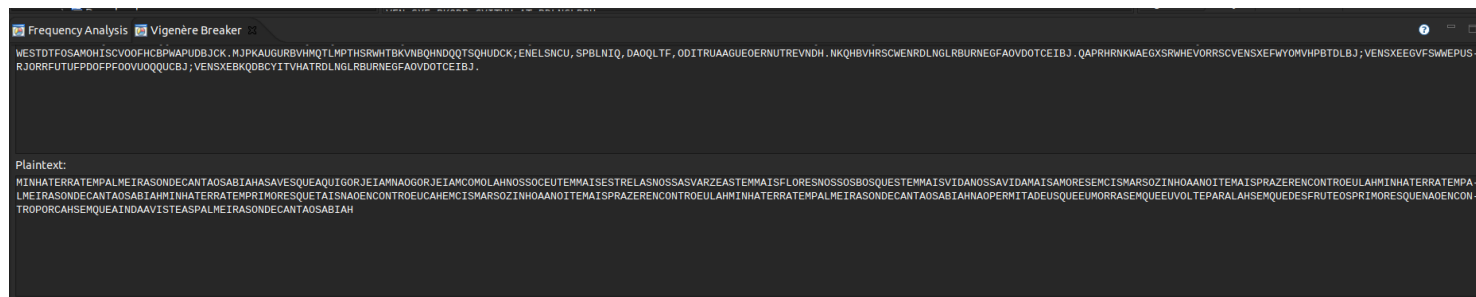 Frequency Analysis Vigenère Breaker
WESTDTFOSAMOHISCVOOFHCBPWAPUDBJCK.MJPKAUGURBVHMQTLMPTHSRWHTBKVNBQHNDQQTSQHUDCK;ENELSNCU,SPBLNIQ,DAOQLTF,ODITRUAAGUEOERNUTREVNDH.NKQHBVHRSCWENRDLNGLRBURNEGFAOVDOTCEIBJ.QAPRHRNKWAEGXSRWHEVORRSCVENSXEFWYOMVHPBTDLBJ;VENSXEEGVFSWWEPUS-
RJORRFUTUFPDOFPFOOVUOQQUCBJ;VENSXEBKQDBCYITVHATRDLNGLRBURNEGFAOVDOTCEIBJ.
Plaintext:
MINHATERRATEMPALMEIRASONDECANTAOSABIAHASAVESQUEAQUIGORJEIAMNAOGORJEIAMCOMOLAHNOSSOCEUTEMMAISESTRELASNOSSASVARZEASTEMMAISFLORESNOSSOSBOSQUESTEMMAISVIDANOSSAVIDAMAISAMORESEMCISMARSOZINHOAANOITEMAISPRAZERENCONTROEULAHMINHATERRATEMPA-
LMEIRASONDECANTAOSABIAHMINHATERRATEMPRIMORESQUETAISNAOENCONTROEUCAHEMCISMARSOZINHOAANOITEMAISPRAZERENCONTROEULAHMINHATERRATEMPALMEIRASONDECANTAOSABIAHNAOPERMITADEUSQUEEUMORRASEMQUEEUVOLTEPARALAHSEMQUEDESFRUTEOSPRIMORESQUENAOENCON-
TROPORCAHSEMQUEAINDAAVISTEASPALMEIRASONDECANTAOSABIAH